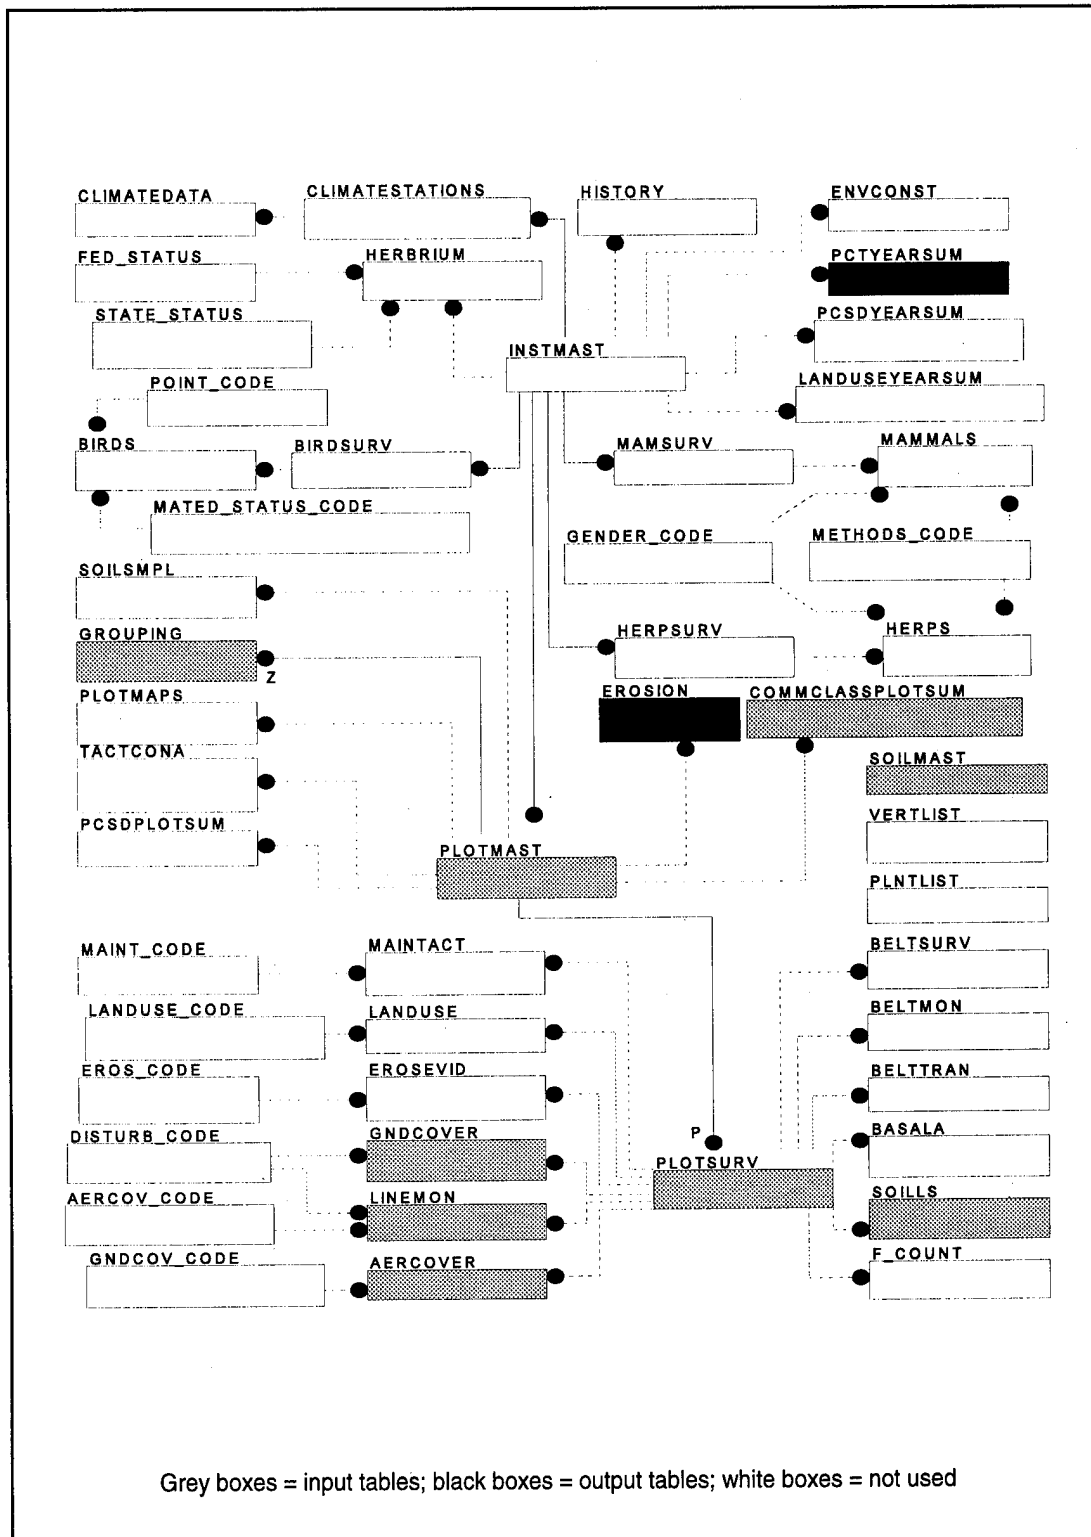 CLIMATEDATA
CLIMATESTATIONS
HISTORY
ENVCONST
FED_STATUS
HERBRIUM
PCTYEARSUM
STATE_STATUS
PCSDYEARSUM
INSTMAST
POINT_CODE
LANDUSEYEARSUM
BIRDS
BIRDSURV
MAMSURV
MAMMALS
MATED_STATUS_CODE
GENDER_CODE
METHODS_CODE
SOILSMPL
GROUPING
Z
HERPSURV
HERPS
PLOTMAPS
EROSION
COMMCLASSPLOTSUM
TACTCONA
SOILMAST
PCSDPLOTSUM
VERTLIST
PLOTMAST
PLNTLIST
MAINT_CODE
MAINTACT
BELTSURV
LANDUSE_CODE
LANDUSE
BELTMON
EROS_CODE
EROSEVID
BELTTRAN
DISTURB_CODE
GNDCOVER
P
PLOTSURV
BASALA
AERCOV_CODE
LINEMON
SOILLS
GNDCOV_CODE
AERCOVER
F_COUNT
Grey boxes = input tables; black boxes = output tables; white boxes = not used